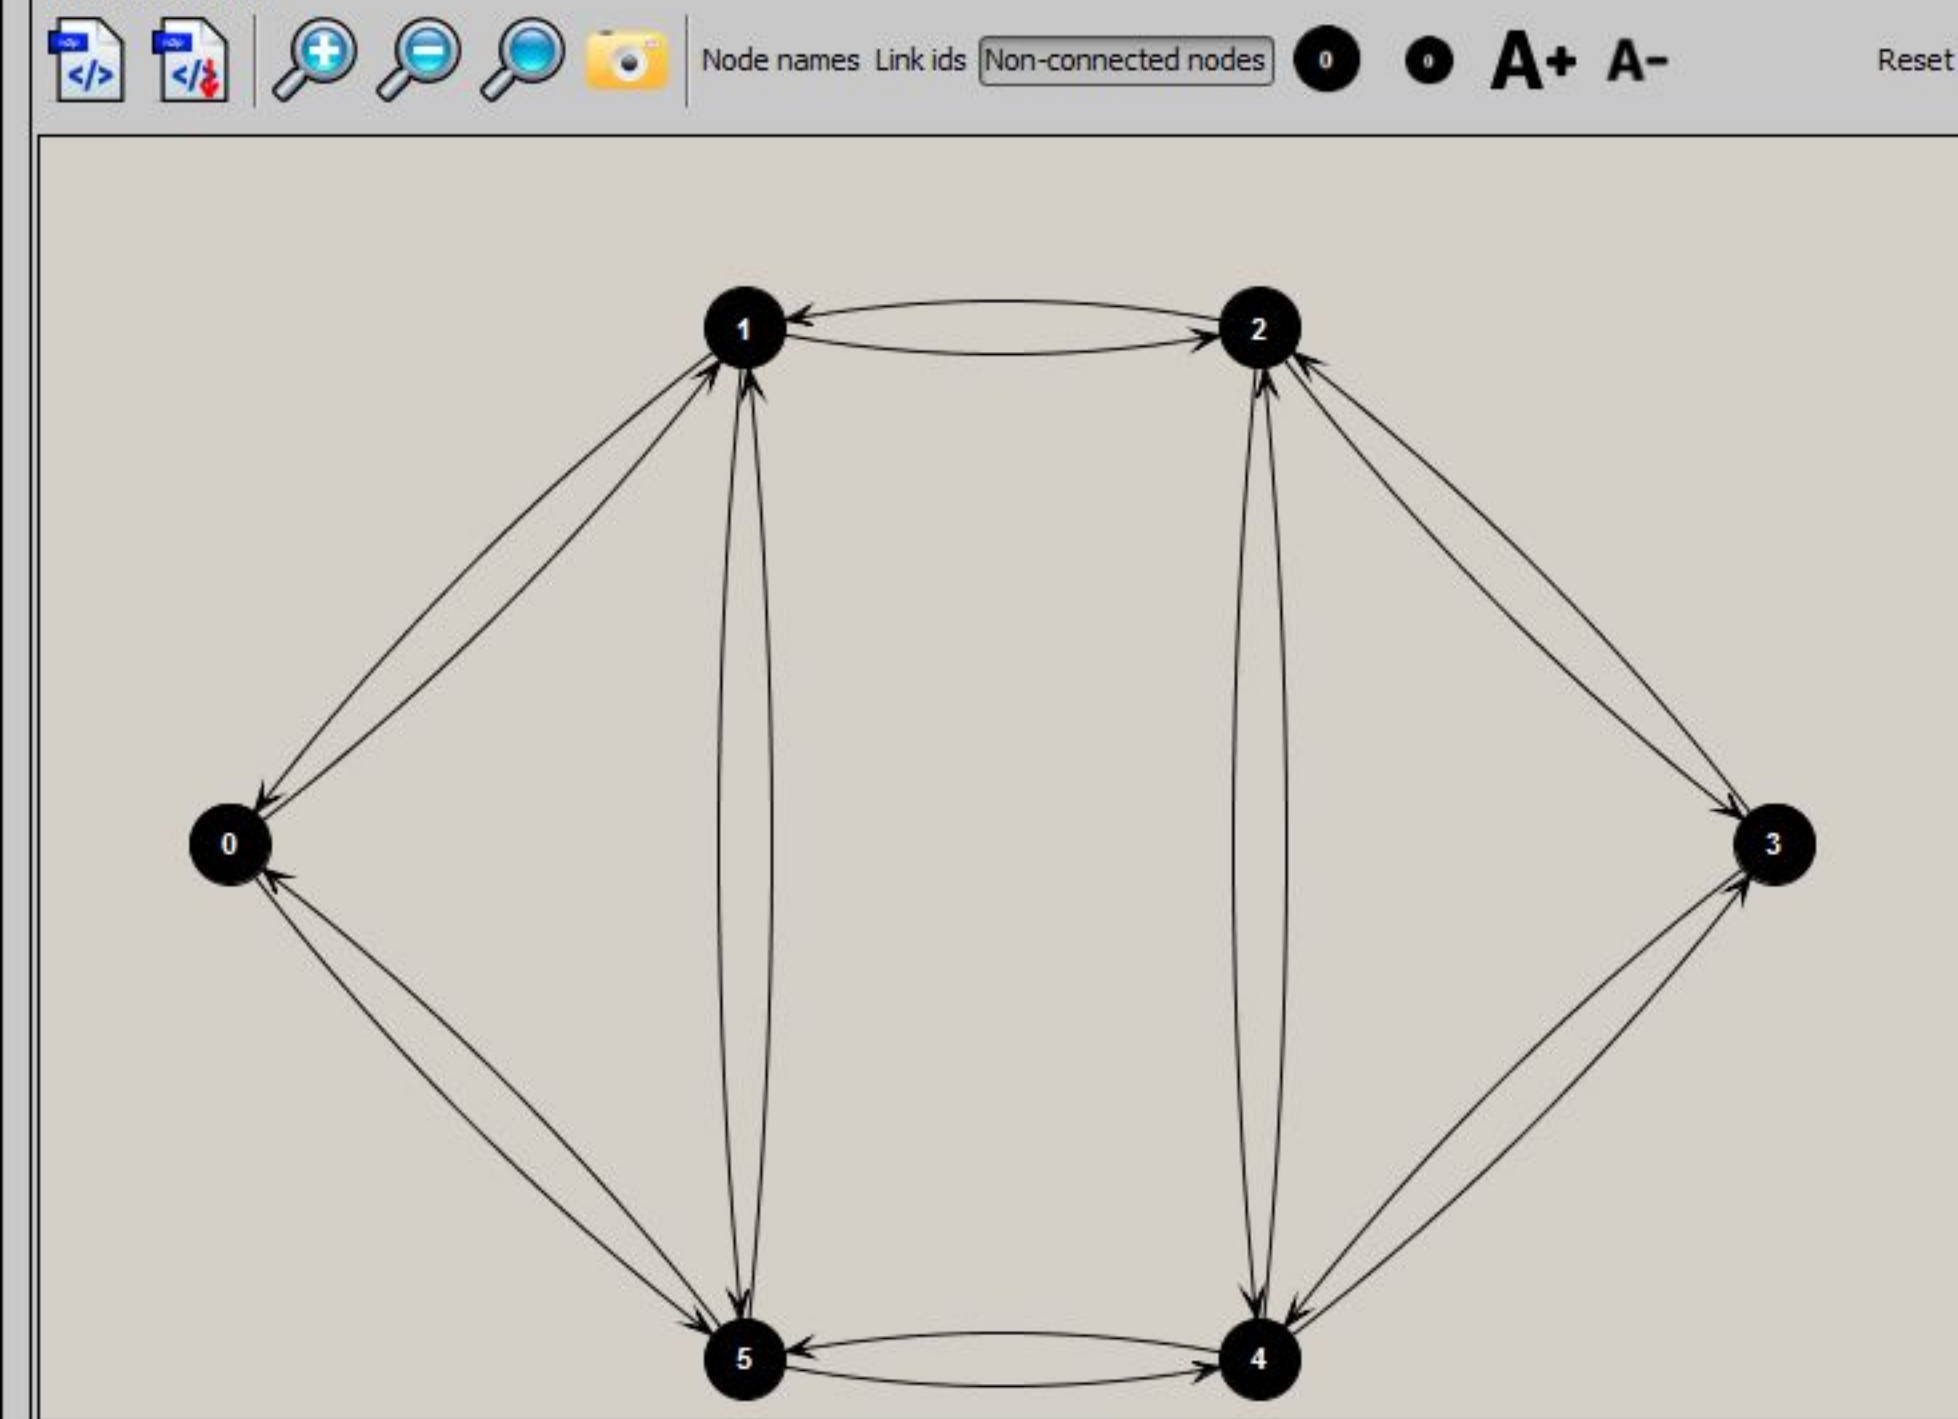 </> </> Node names Link ids Non-connected nodes 0 0 A+ A- Reset
1 2
0 3
5 4